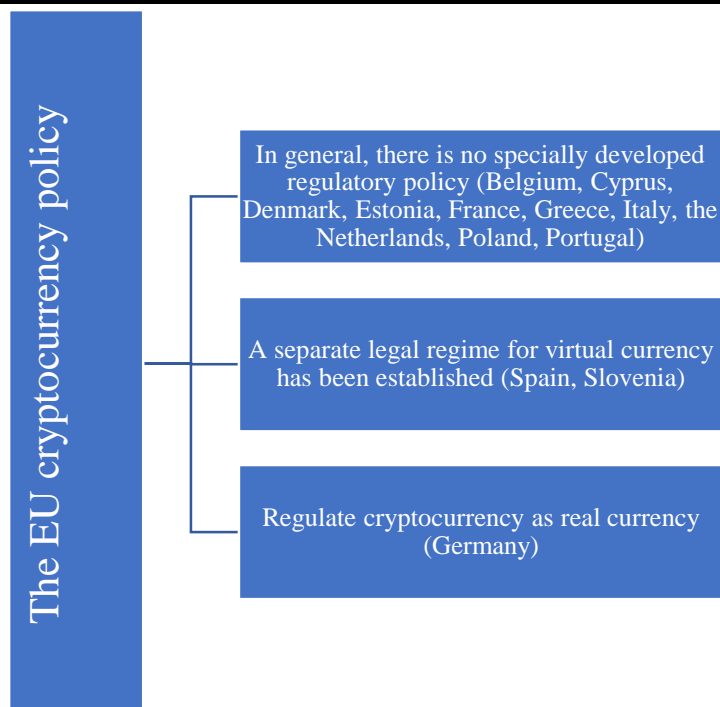 The EU cryptocurrency policy
In general, there is no specially developed
regulatory policy (Belgium, Cyprus,
Denmark, Estonia, France, Greece, Italy, the
Netherlands, Poland, Portugal)
A separate legal regime for virtual currency
has been established (Spain, Slovenia)
Regulate cryptocurrency as real currency
(Germany)